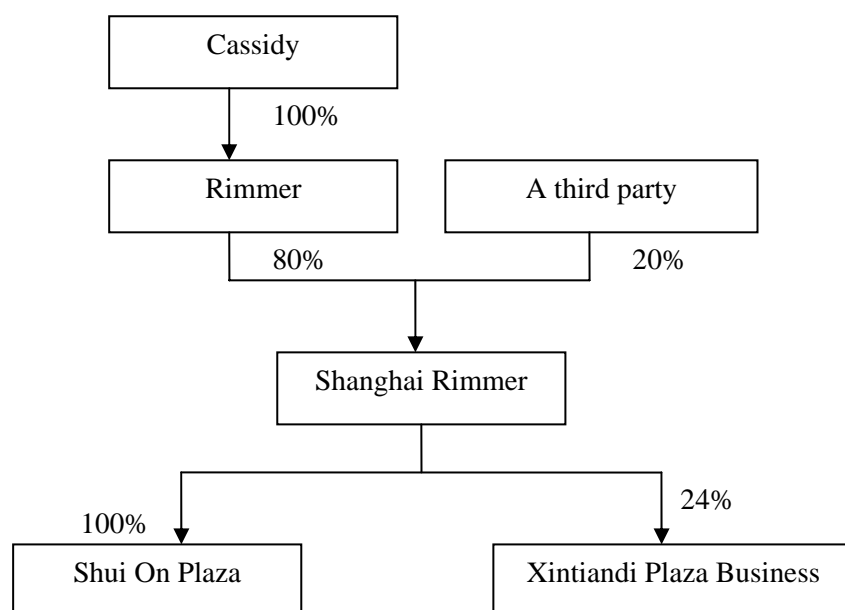 Cassidy
100%
Rimmer
A third party
80%
20%
Shanghai Rimmer
100%
24%
Shui On Plaza
Xintiandi Plaza Business